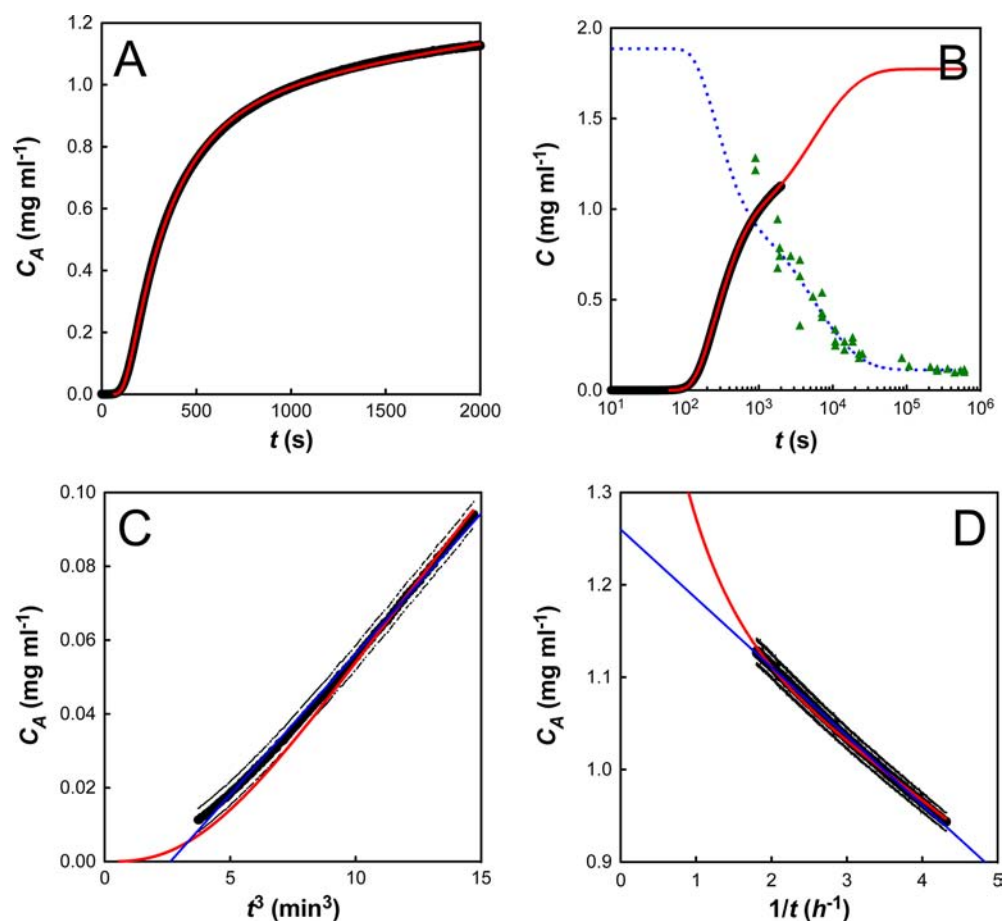 A
1.2
1.0
0.8
0.6
0.4
0.2
0.0
C_A (mg ml⁻¹)
0 500 1000 1500 2000
t (s)
B
2.0
1.5
1.0
0.5
0.0
C (mg ml⁻¹)
10¹ 10² 10³ 10⁴ 10⁵ 10⁶
t (s)
C
0.10
0.08
0.06
0.04
0.02
0.00
C_A (mg ml⁻¹)
0 5 10 15
t³ (min³)
D
1.3
1.2
1.1
1.0
0.9
C_A (mg ml⁻¹)
0 1 2 3 4 5
1/t (h⁻¹)